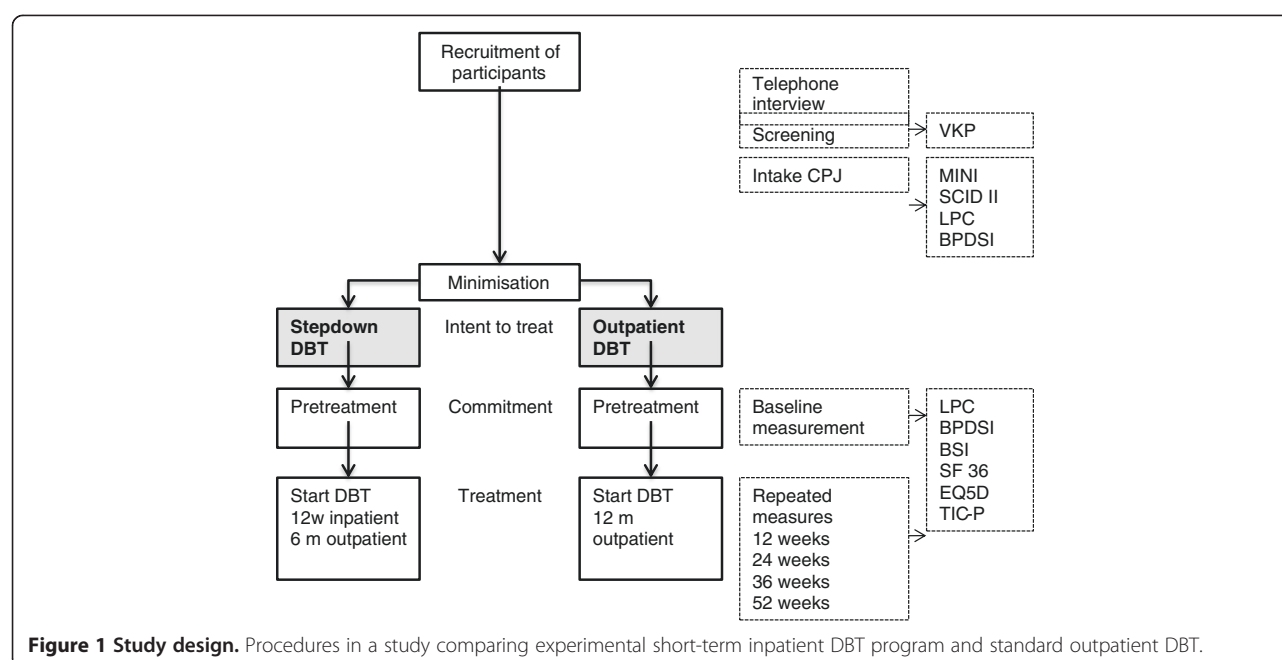 Recruitment of
participants
Telephone
interview
Screening
VKP
Intake CPJ
MINI
SCID II
LPC
BPDSI
Minimisation
Stepdown
DBT
Intent to treat
Outpatient
DBT
Pretreatment
Commitment
Pretreatment
Baseline
measurement
LPC
BPDSI
BSI
SF 36
EQ5D
TIC-P
Start DBT
12w inpatient
6 m outpatient
Treatment
Start DBT
12 m
outpatient
Repeated
measures
12 weeks
24 weeks
36 weeks
52 weeks
Figure 1 Study design. Procedures in a study comparing experimental short-term inpatient DBT program and standard outpatient DBT.